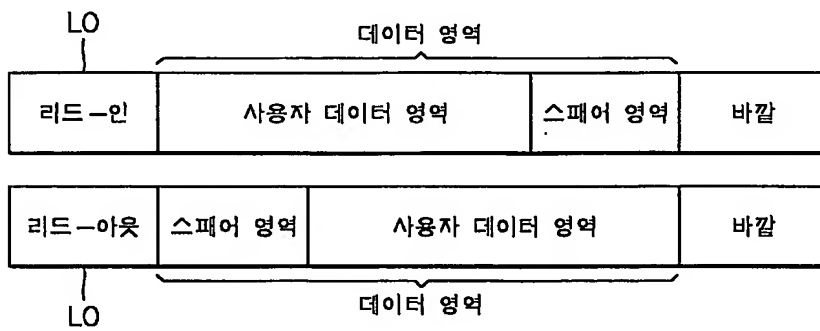 LO
데이터 영역
리드-인 사용자 데이터 영역 스페어 영역 바깥
리드-아웃 스페어 영역 사용자 데이터 영역 바깥
데이터 영역
LO